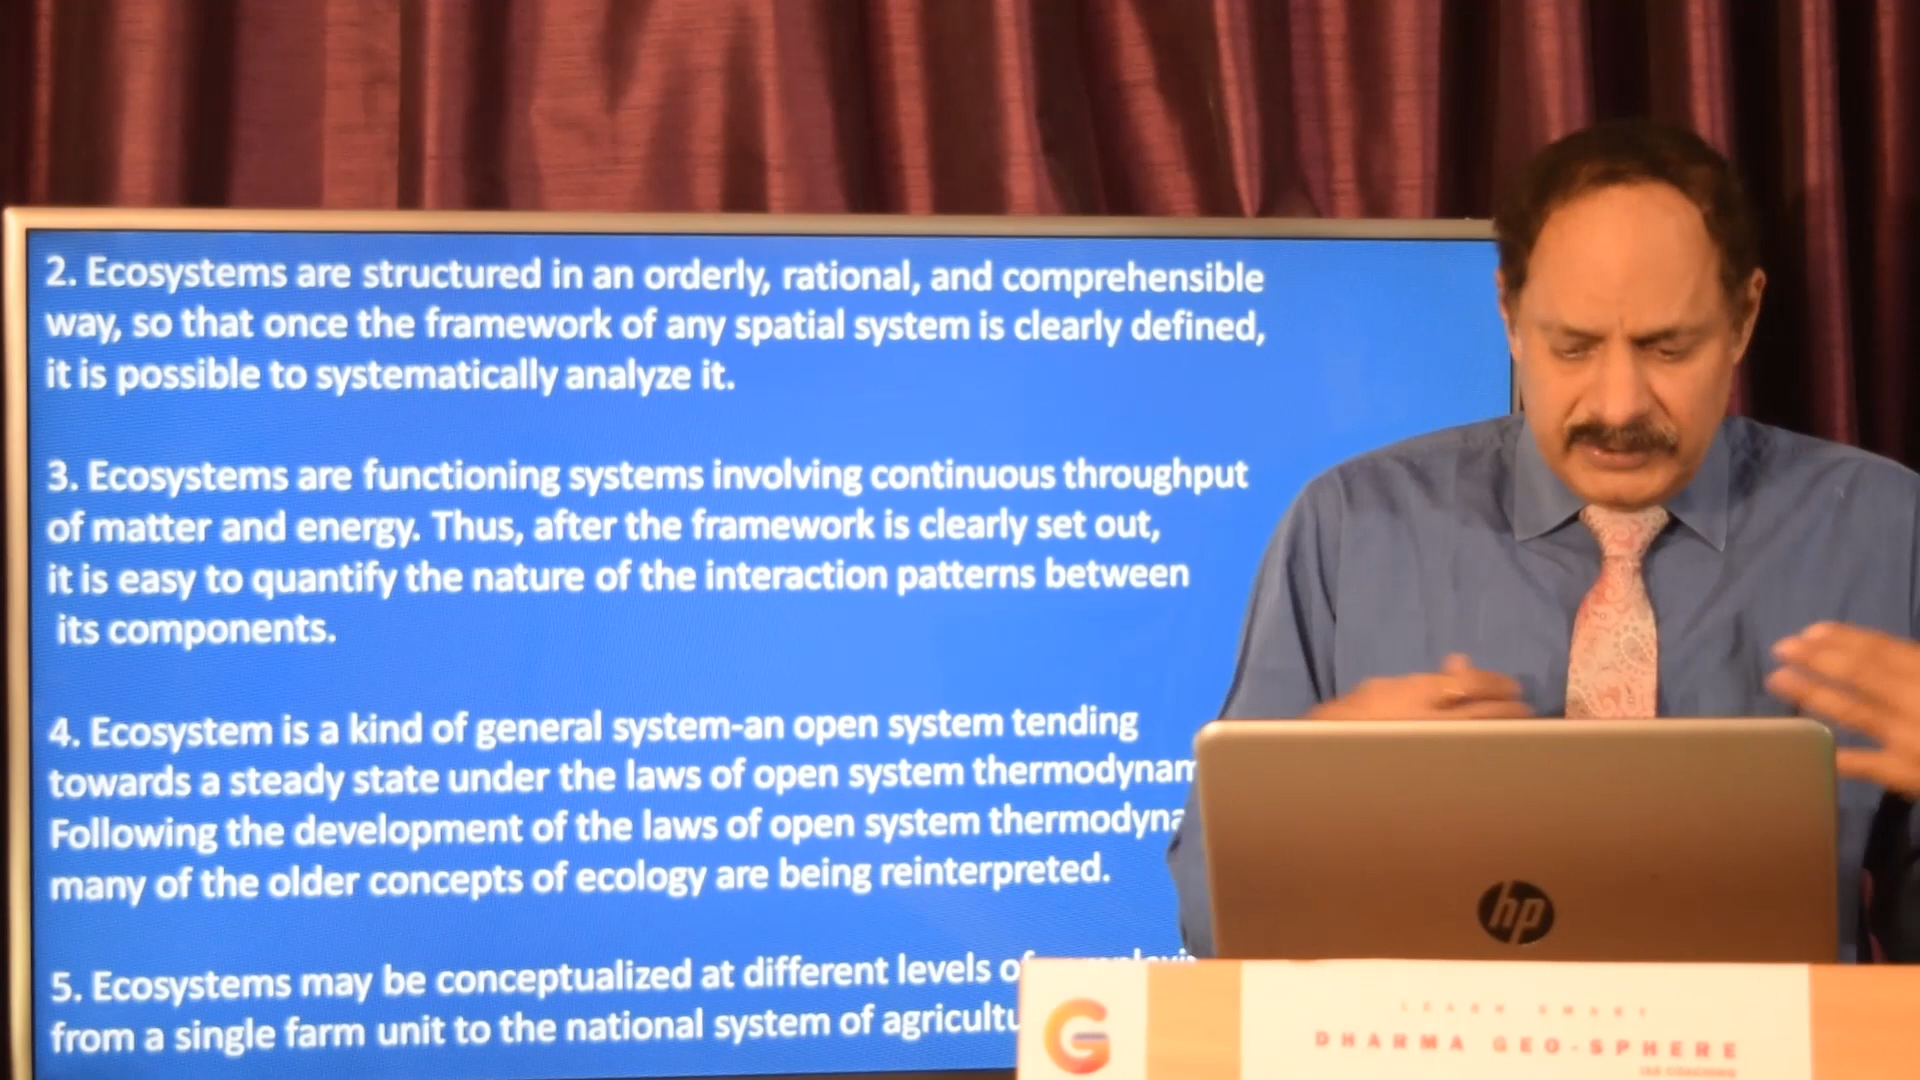 2. Ecosystems are structured in an orderly, rational, and comprehensible
way, so that once the framework of any spatial system is clearly defined,
it is possible to systematically analyze it.
3. Ecosystems are functioning systems involving continuous throughput
of matter and energy. Thus, after the framework is clearly set out,
it is easy to quantify the nature of the interaction patterns between
its components.
4. Ecosystem is a kind of general system-an open system tending
towards a steady state under the laws of open system
Following the development of the laws of open system
many of the older concepts of ecology are being reinterpreted.
5. Ecosystems may be conceptualized at different levels
from a single farm unit to the national system of
hp
G
LEARN SMART
DHARMA GEO-SPHERE
IAS COACHING